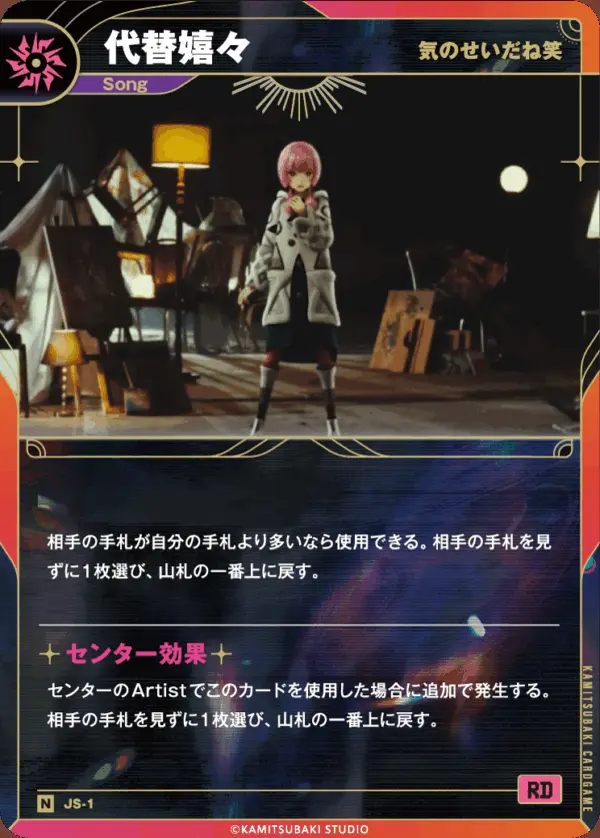 代替嬉々
気のせいだね笑
Song
相手の手札が自分の手札より多いなら使用できる。相手の手札を見
ずに1枚選び、山札の一番上に戻す。
センター効果
センターのArtistでこのカードを使用した場合に追加で発生する。
相手の手札を見ずに1枚選び、山札の一番上に戻す。
KAMITSUBAKI CARDGAME
RD
N JS-1
©KAMITSUBAKI STUDIO